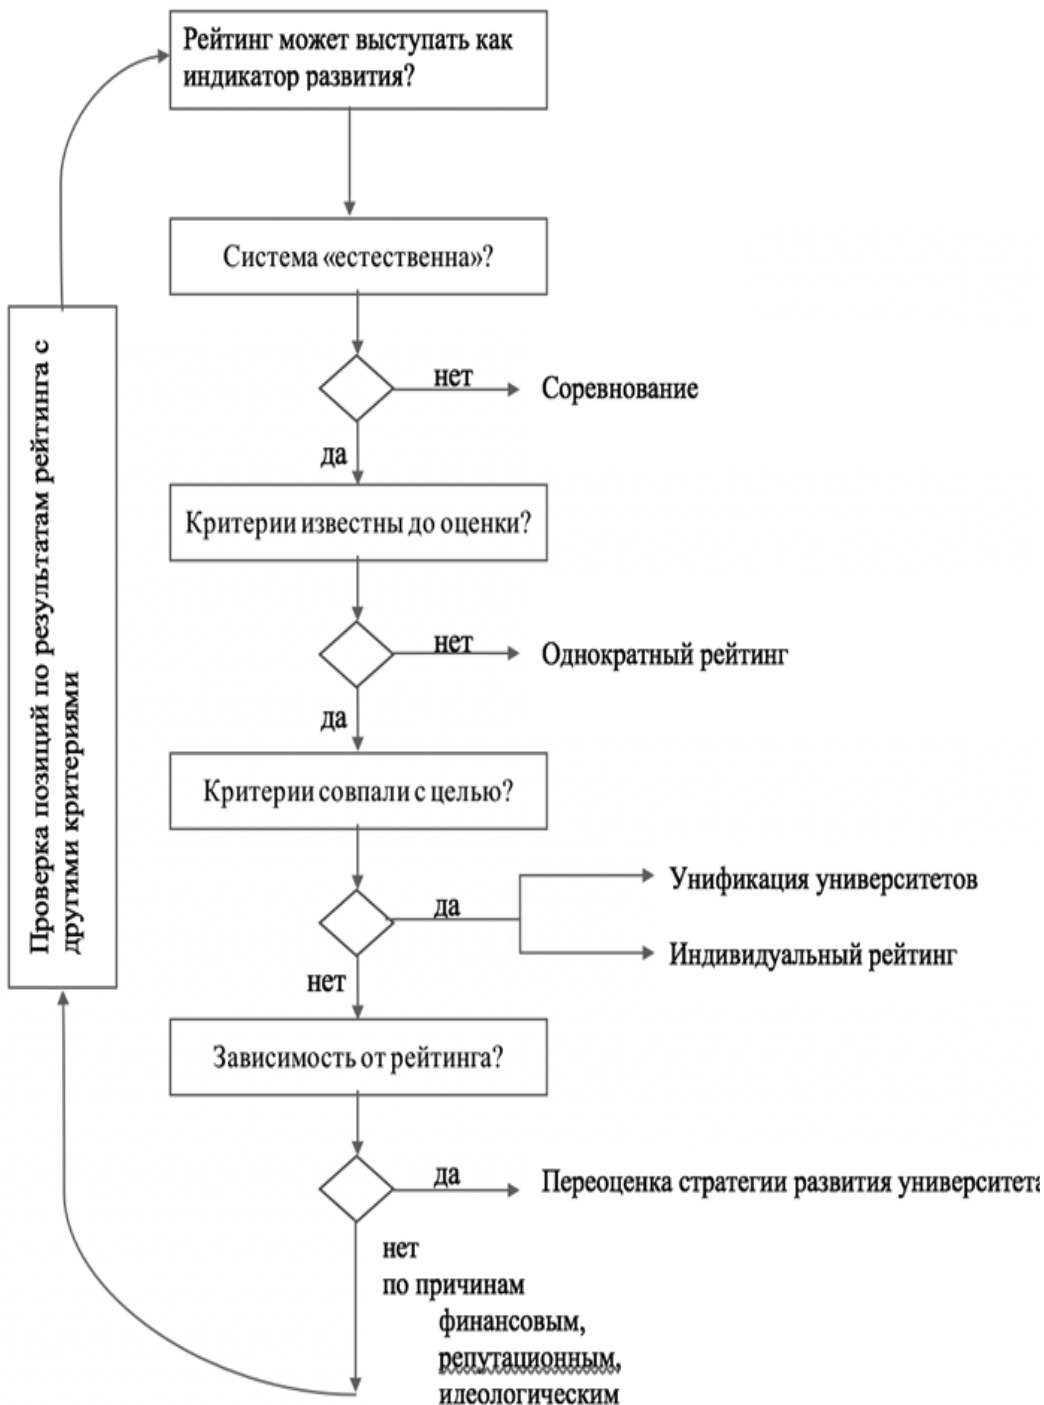 Рейтинг может выступать как
индикатор развития?
Система «естественна»?
нет
Соревнование
да
Критерии известны до оценки?
нет
Однократный рейтинг
да
Критерии совпали с целью?
да
Унификация университетов
Индивидуальный рейтинг
нет
Зависимость от рейтинга?
да
Переоценка стратегии развития университета
нет
по причинам
финансовым,
репутационным,
идеологическим
Проверка позиций по результатам рейтинга с
другими критериями